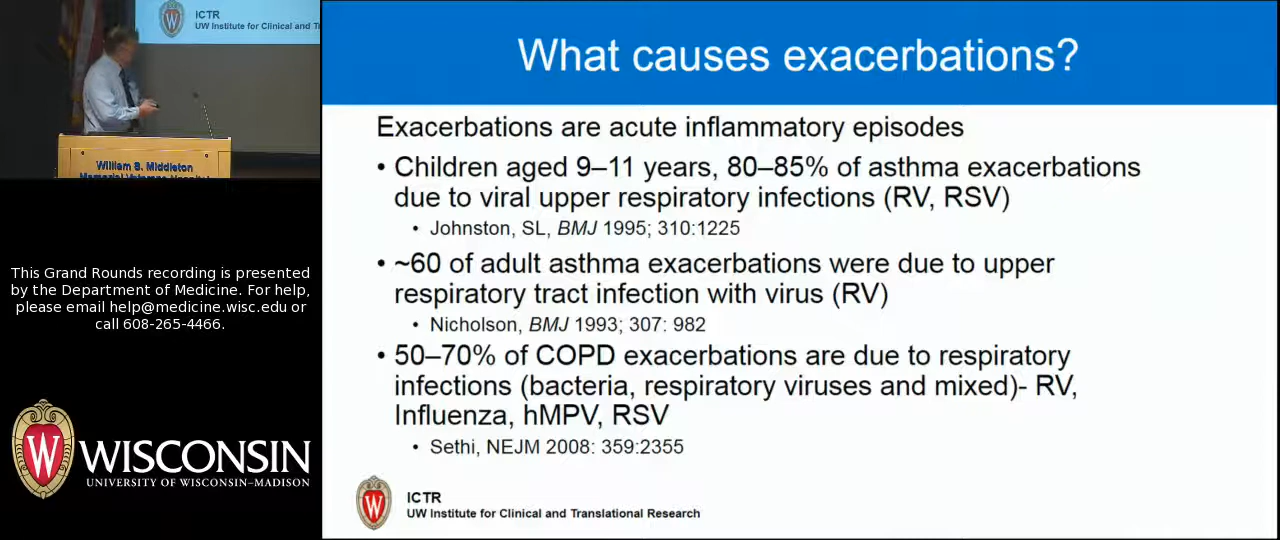 ICTR
UW Institute for Clinical and
William S. Middleton
What causes exacerbations?
Exacerbations are acute inflammatory episodes
• Children aged 9–11 years, 80–85% of asthma exacerbations
due to viral upper respiratory infections (RV, RSV)
• Johnston, SL, BMJ 1995; 310:1225
• ~60 of adult asthma exacerbations were due to upper
respiratory tract infection with virus (RV)
• Nicholson, BMJ 1993; 307: 982
• 50–70% of COPD exacerbations are due to respiratory
infections (bacteria, respiratory viruses and mixed)- RV,
Influenza, hMPV, RSV
• Sethi, NEJM 2008: 359:2355
W
ICTR
UW Institute for Clinical and Translational Research
This Grand Rounds recording is presented
by the Department of Medicine. For help,
please email help@medicine.wisc.edu or
call 608-265-4466.
W
WISCONSIN
UNIVERSITY OF WISCONSIN–MADISON